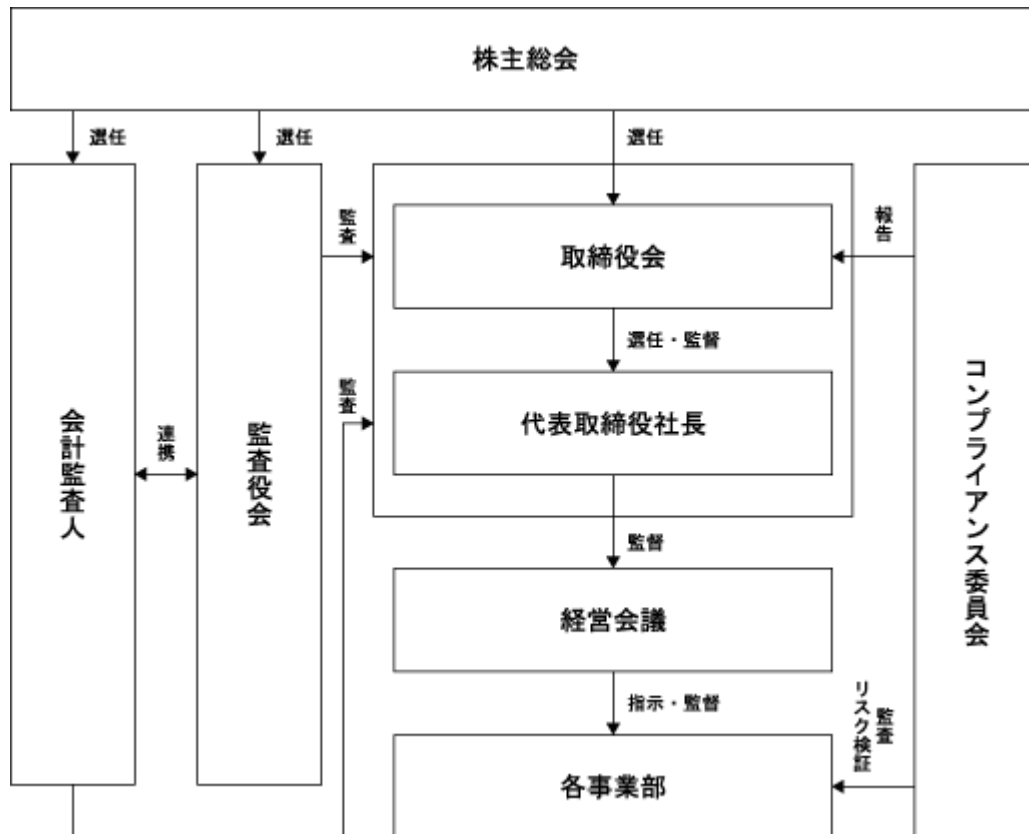 株主総会
選任
選任
選任
監査
報告
取締役会
選任・監督
監査
代表取締役社長
会計監査人
連携
監査役会
コンプライアンス委員会
監督
経営会議
指示・監督
監査
リスク検証
各事業部